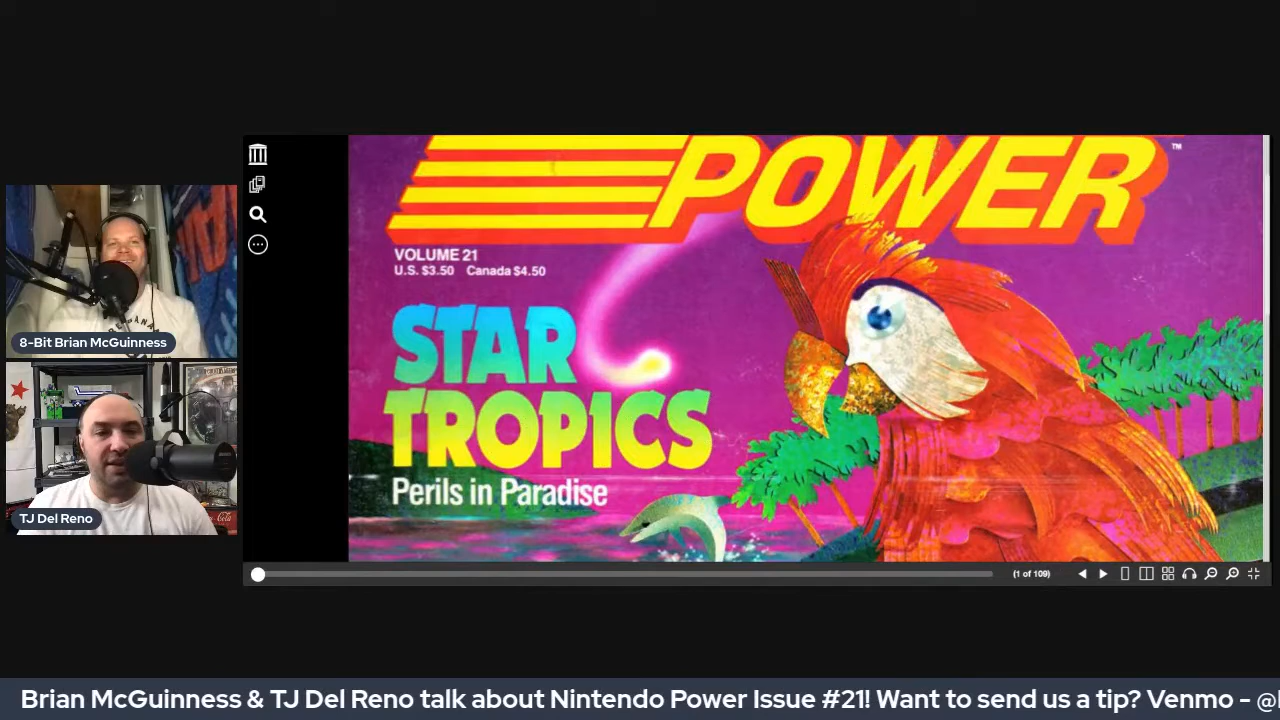 POWER
™
VOLUME 21
U.S. $3.50 Canada $4.50
STAR
TROPICS
Perils in Paradise
8-Bit Brian McGuinness
TJ Del Reno
(1 of 109)
Brian McGuinness & TJ Del Reno talk about Nintendo Power Issue #21! Want to send us a tip? Venmo - @